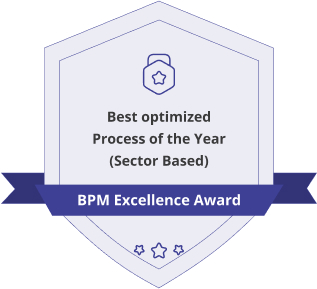 Best optimized
Process of the Year
(Sector Based)
BPM Excellence Award